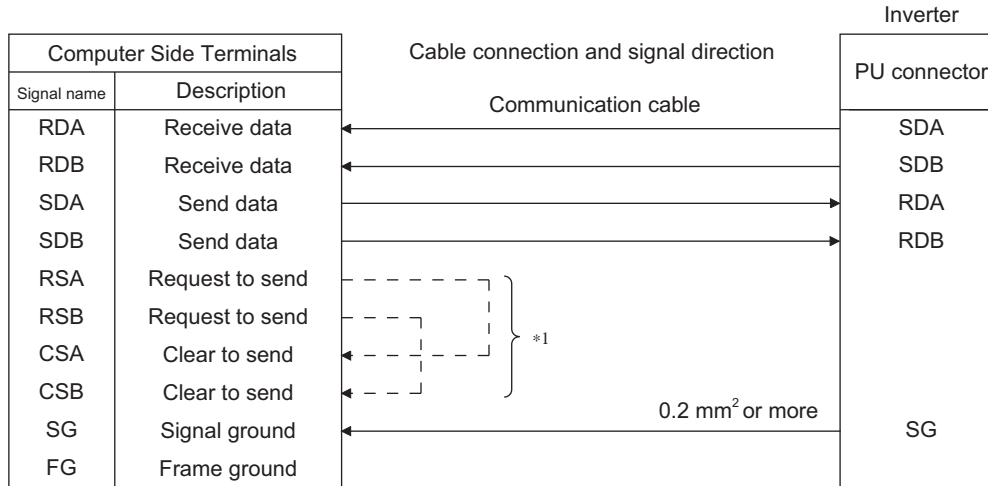 Inverter
Computer Side Terminals
Cable connection and signal direction
PU connector
Signal name
Description
Communication cable
RDA Receive data SDA
RDB Receive data SDB
SDA Send data RDA
SDB Send data RDB
RSA Request to send
RSB Request to send
*1
CSA Clear to send
CSB Clear to send
0.2 mm² or more
SG Signal ground SG
FG Frame ground